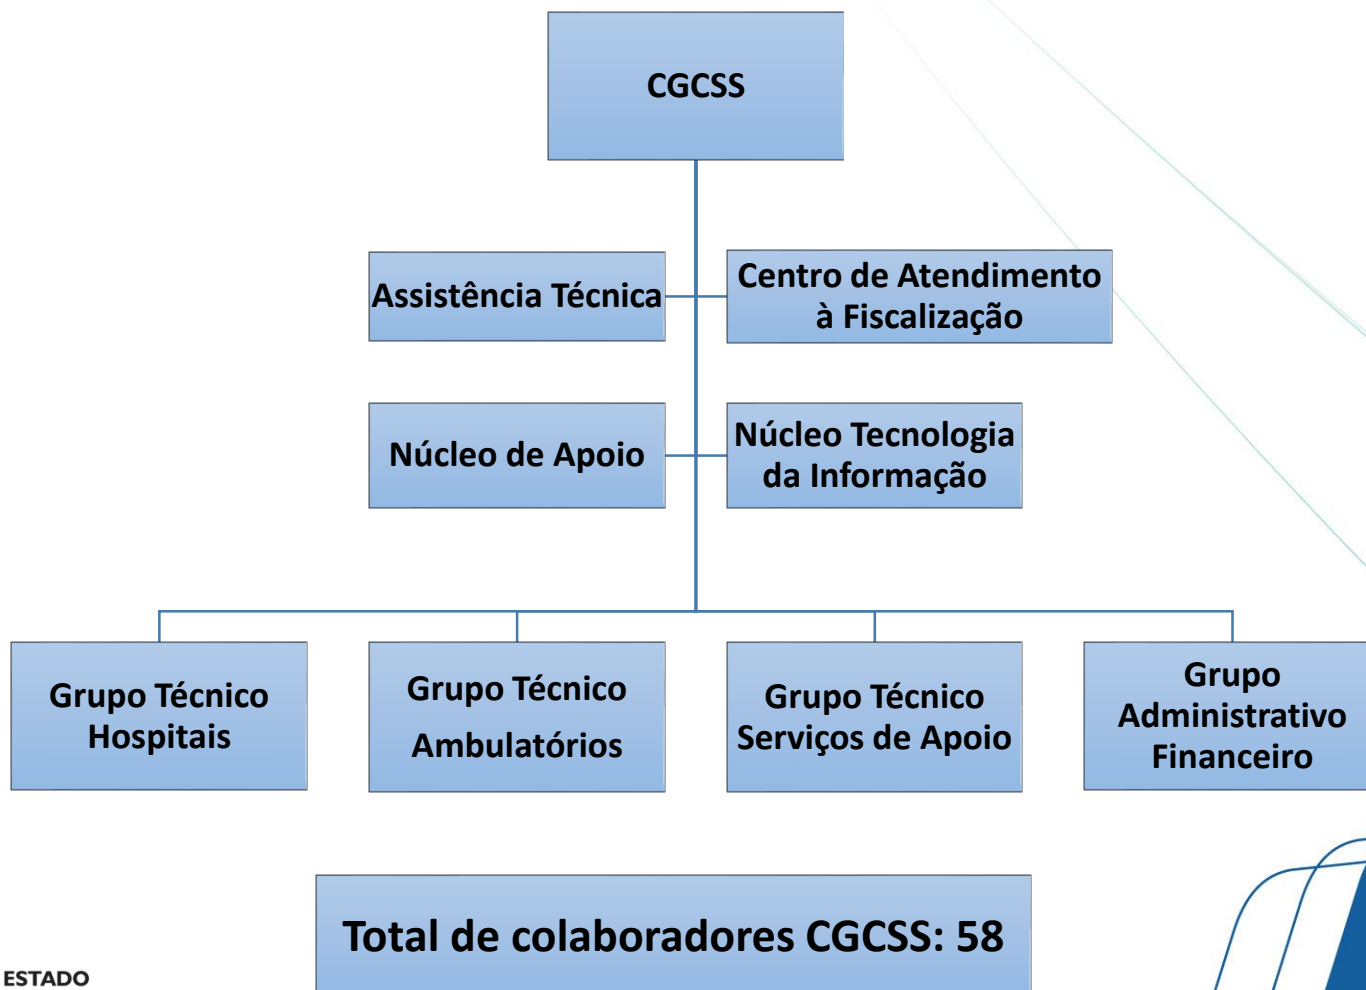 CGCSS
Assistência Técnica
Centro de Atendimento
à Fiscalização
Núcleo de Apoio
Núcleo Tecnologia
da Informação
Grupo Técnico
Hospitais
Grupo Técnico
Ambulatórios
Grupo Técnico
Serviços de Apoio
Grupo
Administrativo
Financeiro
Total de colaboradores CGCSS: 58
ESTADO